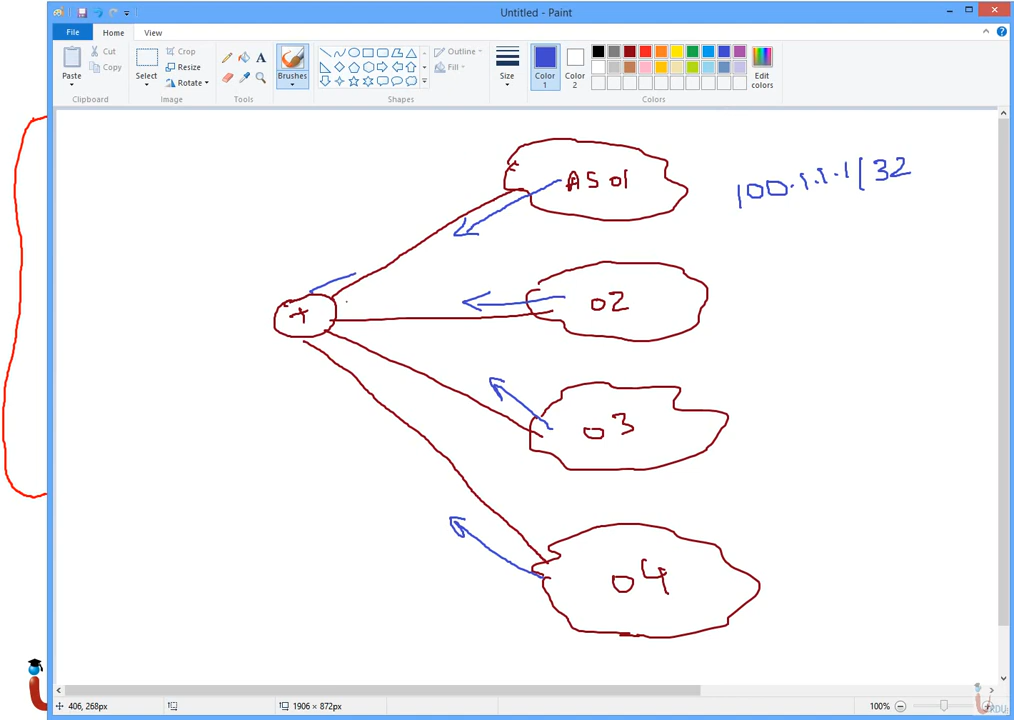 Untitled - Paint
File Home View
Paste
Cut
Copy
Clipboard
Select
Crop
Resize
Rotate
Image
A
Tools
Brushes
Outline
Fill
Shapes
Size
Color 1
Color 2
Edit colors
Colors
AS 01
100.1.1.1/32
02
+
03
04
406, 268px
1906 × 872px
100%
URDU